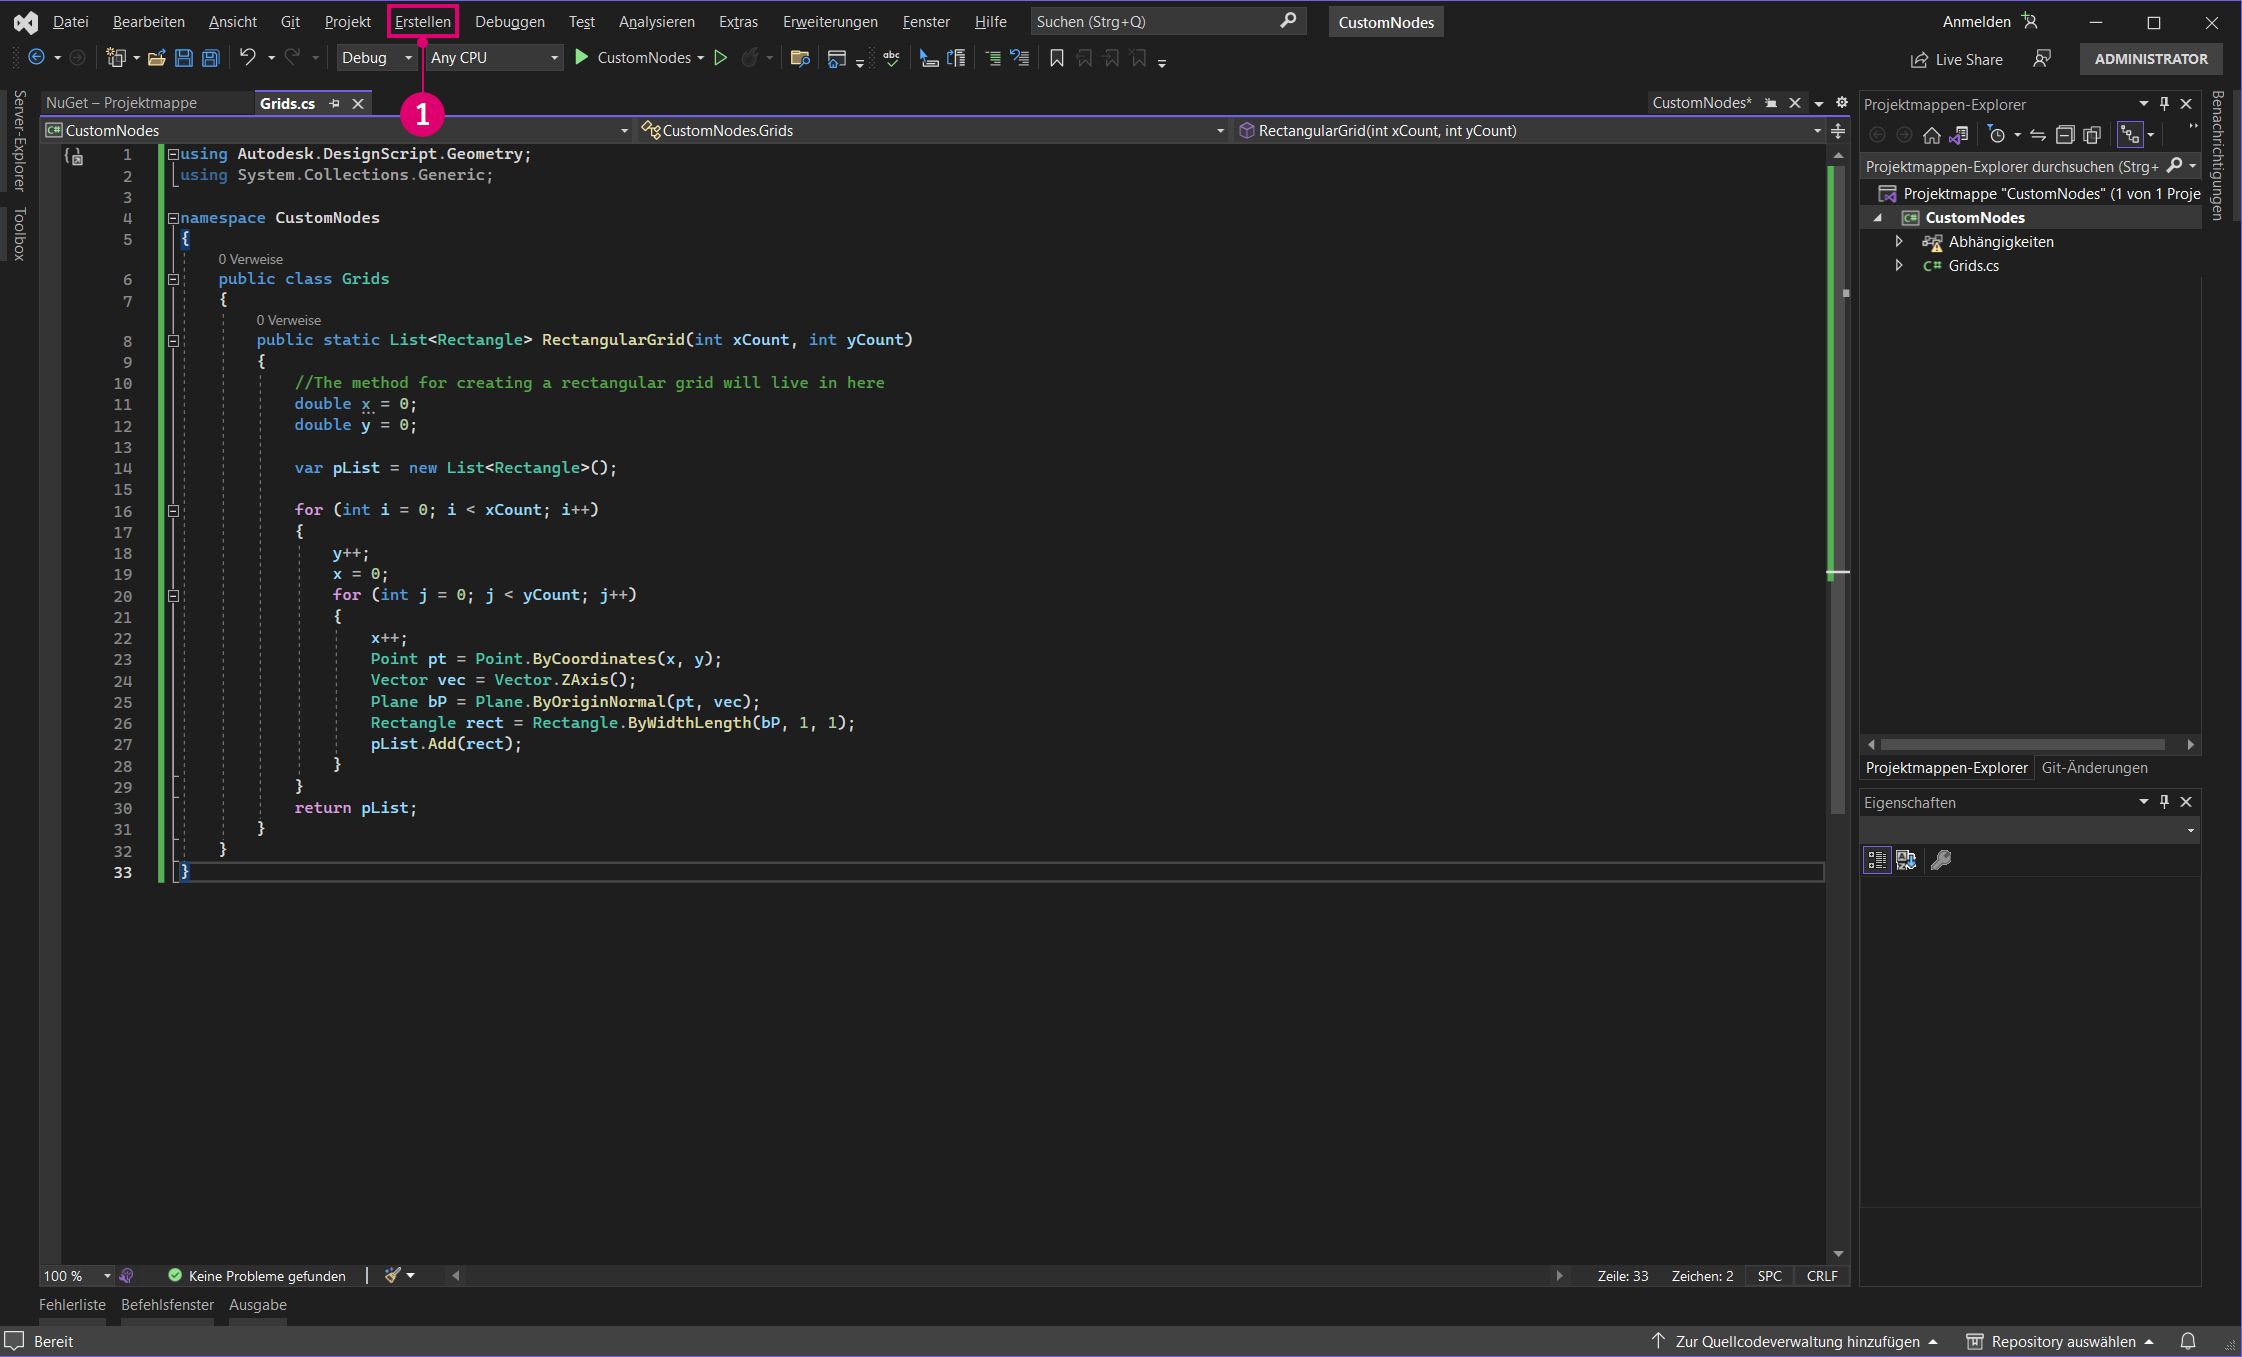 Datei Bearbeiten Ansicht Git Projekt Erstellen Debuggen Test Analysieren Extras Erweiterungen Fenster Hilfe Suchen (Strg+Q) CustomNodes Anmelden
Debug Any CPU CustomNodes Live Share ADMINISTRATOR
1
Server-Explorer
Toolbox
NuGet – Projektmappe Grids.cs CustomNodes*
CustomNodes CustomNodes.Grids RectangularGrid(int xCount, int yCount)
1 using Autodesk.DesignScript.Geometry;
2 using System.Collections.Generic;
3
4 namespace CustomNodes
5 {
0 Verweise
6 public class Grids
7 {
0 Verweise
8 public static List<Rectangle> RectangularGrid(int xCount, int yCount)
9 {
10 //The method for creating a rectangular grid will live in here
11 double x = 0;
12 double y = 0;
13
14 var pList = new List<Rectangle>();
15
16 for (int i = 0; i < xCount; i++)
17 {
18 y++;
19 x = 0;
20 for (int j = 0; j < yCount; j++)
21 {
22 x++;
23 Point pt = Point.ByCoordinates(x, y);
24 Vector vec = Vector.ZAxis();
25 Plane bP = Plane.ByOriginNormal(pt, vec);
26 Rectangle rect = Rectangle.ByWidthLength(bP, 1, 1);
27 pList.Add(rect);
28 }
29 }
30 return pList;
31 }
32 }
33 }
100 % Keine Probleme gefunden Zeile: 33 Zeichen: 2 SPC CRLF
Fehlerliste Befehlsfenster Ausgabe
Projektmappen-Explorer
Projektmappen-Explorer durchsuchen (Strg+
Projektmappe "CustomNodes" (1 von 1 Proje
CustomNodes
Abhängigkeiten
C# Grids.cs
Projektmappen-Explorer Git-Änderungen
Eigenschaften
Benachrichtigungen
Bereit Zur Quellcodeverwaltung hinzufügen Repository auswählen